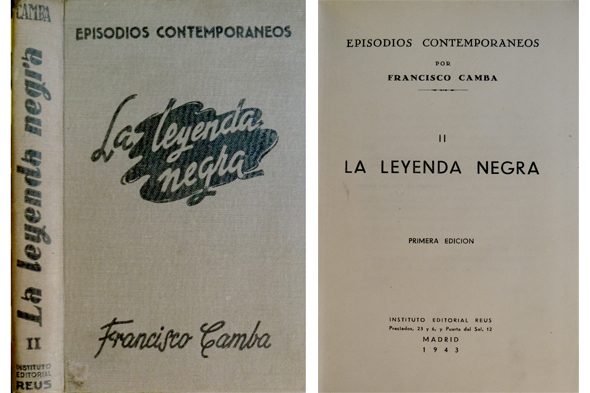 CAMBA
La leyenda negra
II
INSTITUTO
EDITORIAL
REUS
EPISODIOS CONTEMPORANEOS
La leyenda
negra
Francisco Camba
EPISODIOS CONTEMPORANEOS
POR
FRANCISCO CAMBA
II
LA LEYENDA NEGRA
PRIMERA EDICION
INSTITUTO EDITORIAL REUS
Preciados, 23 y 6, y Puerta del Sol, 12
MADRID
1943